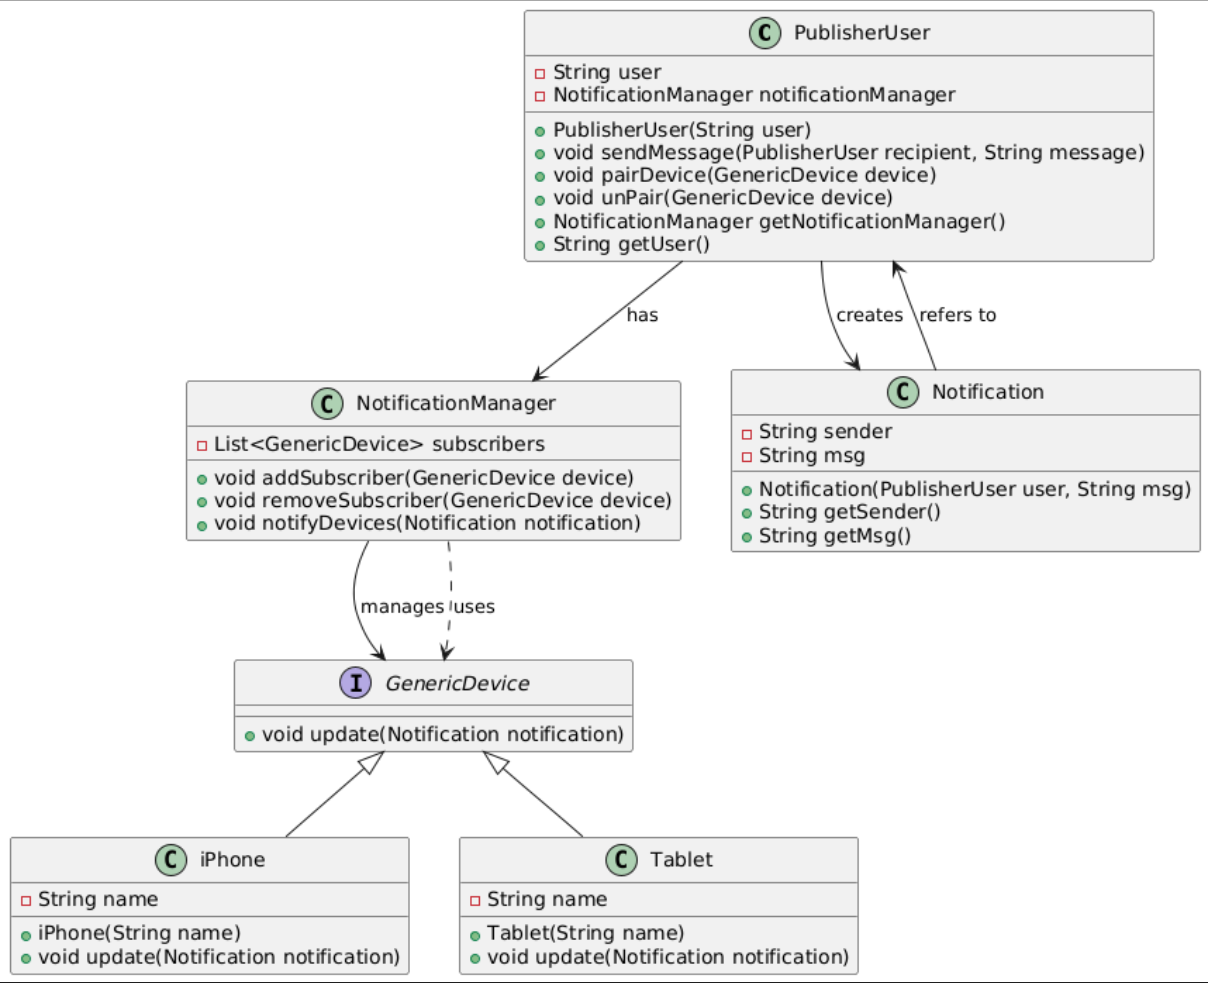 C PublisherUser
String user
NotificationManager notificationManager
PublisherUser(String user)
void sendMessage(PublisherUser recipient, String message)
void pairDevice(GenericDevice device)
void unPair(GenericDevice device)
NotificationManager getNotificationManager()
String getUser()
has
creates
refers to
C NotificationManager
List<GenericDevice> subscribers
void addSubscriber(GenericDevice device)
void removeSubscriber(GenericDevice device)
void notifyDevices(Notification notification)
C Notification
String sender
String msg
Notification(PublisherUser user, String msg)
String getSender()
String getMsg()
manages
uses
I GenericDevice
void update(Notification notification)
C iPhone
String name
iPhone(String name)
void update(Notification notification)
C Tablet
String name
Tablet(String name)
void update(Notification notification)